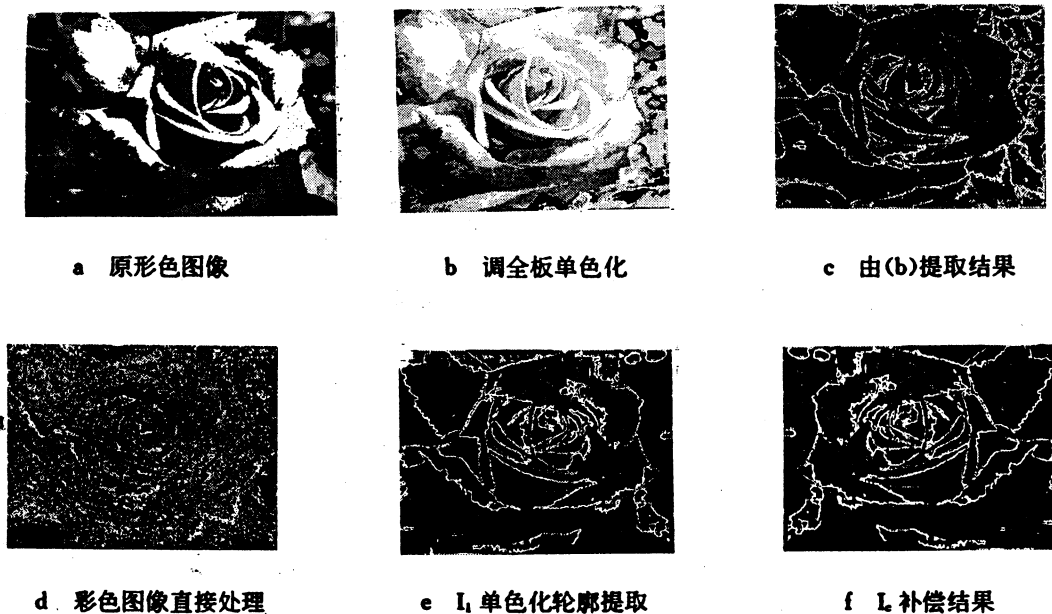 a 原形色图像
b 调全板单色化
c 由(b)提取结果
d 彩色图像直接处理
e I₁ 单色化轮廓提取
f Iₑ 补偿结果